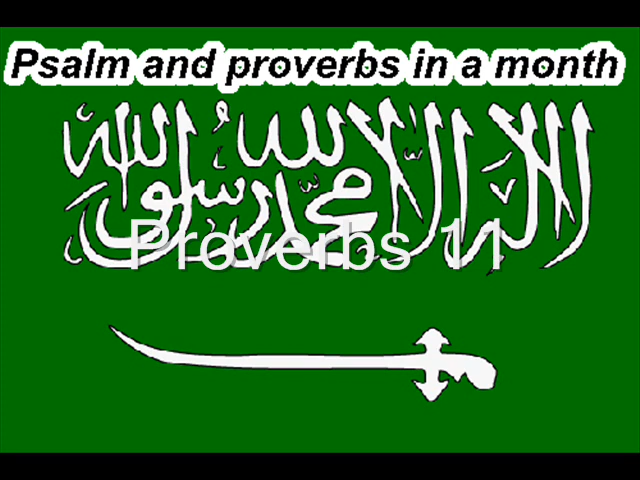 Psalm and proverbs in a month
لا إله إلا الله محمد رسول الله
Proverbs 11